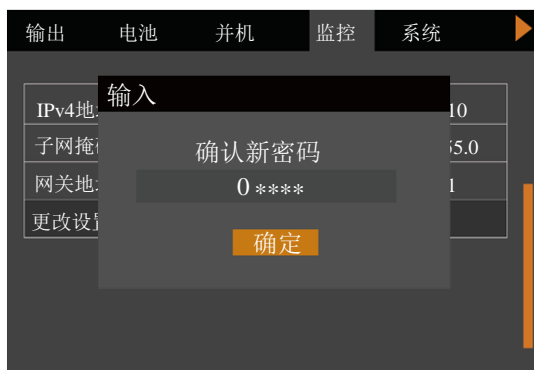 输出 电池 并机 监控 系统
输入
IPv4地 10
子网掩 55.0
确认新密码
网关地 1
0 ****
更改设
确定